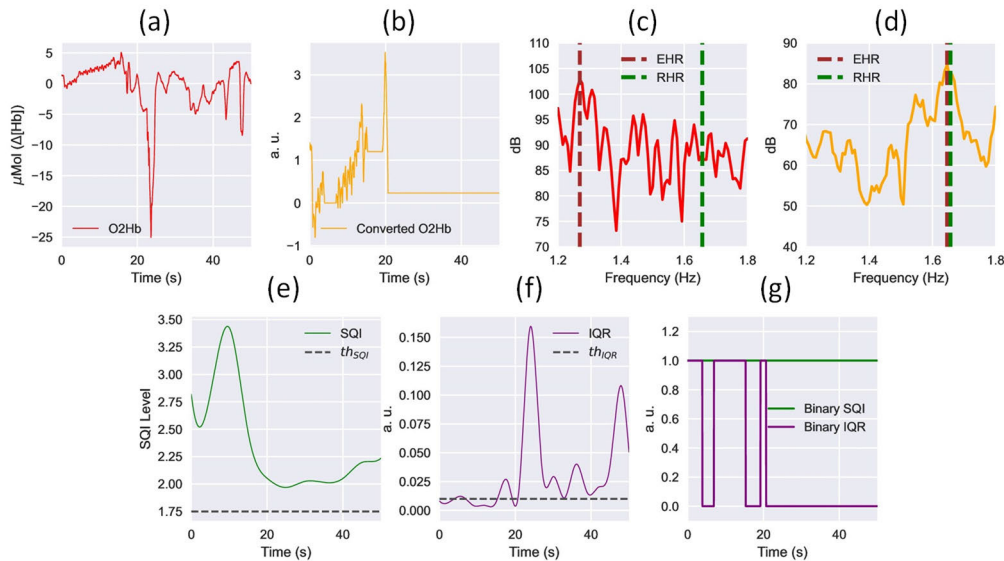 (a)
5
0
−5
−10
−15
−20
−25
μMol (Δ[Hb])
O2Hb
0 20 40
Time (s)
(b)
3
2
1
0
−1
a. u.
Converted O2Hb
0 20 40
Time (s)
(c)
110
105
100
95
90
85
80
75
70
dB
EHR
RHR
1.2 1.4 1.6 1.8
Frequency (Hz)
(d)
90
80
70
60
50
40
dB
EHR
RHR
1.2 1.4 1.6 1.8
Frequency (Hz)
(e)
3.50
3.25
3.00
2.75
2.50
2.25
2.00
1.75
SQI Level
SQI
th_SQI
0 20 40
Time (s)
(f)
0.150
0.125
0.100
0.075
0.050
0.025
0.000
a. u.
IQR
th_IQR
0 20 40
Time (s)
(g)
1.2
1.0
0.8
0.6
0.4
0.2
0.0
a. u.
Binary SQI
Binary IQR
0 20 40
Time (s)